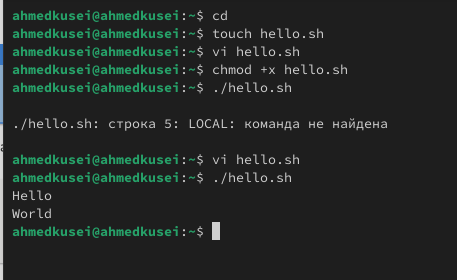 ahmedkusei@ahmedkusei:~$ cd
ahmedkusei@ahmedkusei:~$ touch hello.sh
ahmedkusei@ahmedkusei:~$ vi hello.sh
ahmedkusei@ahmedkusei:~$ chmod +x hello.sh
ahmedkusei@ahmedkusei:~$ ./hello.sh
./hello.sh: строка 5: LOCAL: команда не найдена
ahmedkusei@ahmedkusei:~$ vi hello.sh
ahmedkusei@ahmedkusei:~$ ./hello.sh
Hello
World
ahmedkusei@ahmedkusei:~$